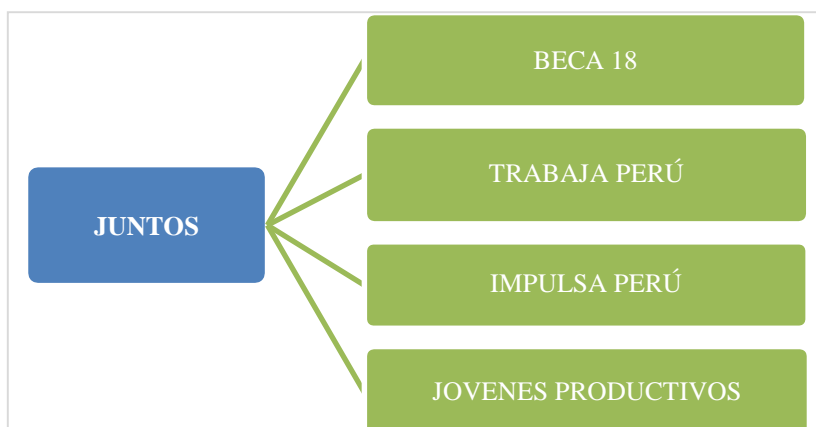 BECA 18
TRABAJA PERÚ
JUNTOS
IMPULSA PERÚ
JOVENES PRODUCTIVOS